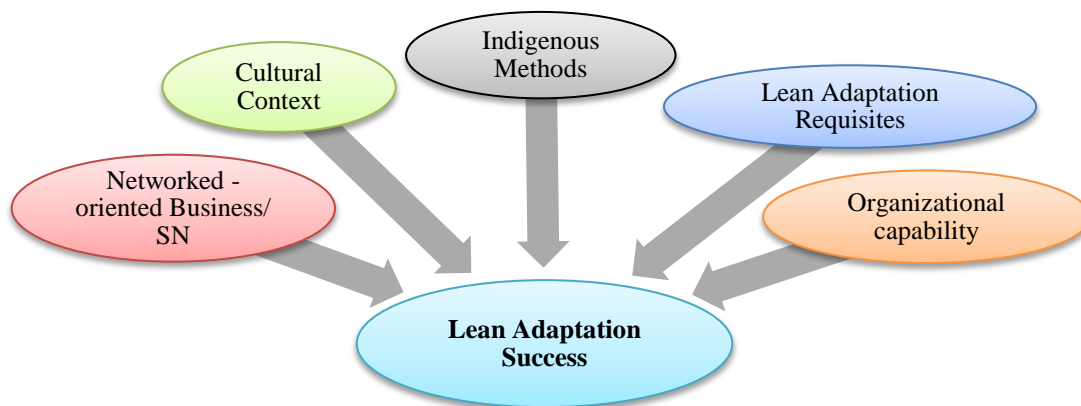 Indigenous
Methods
Cultural
Context
Lean Adaptation
Requisites
Networked -
oriented Business/
SN
Organizational
capability
Lean Adaptation
Success